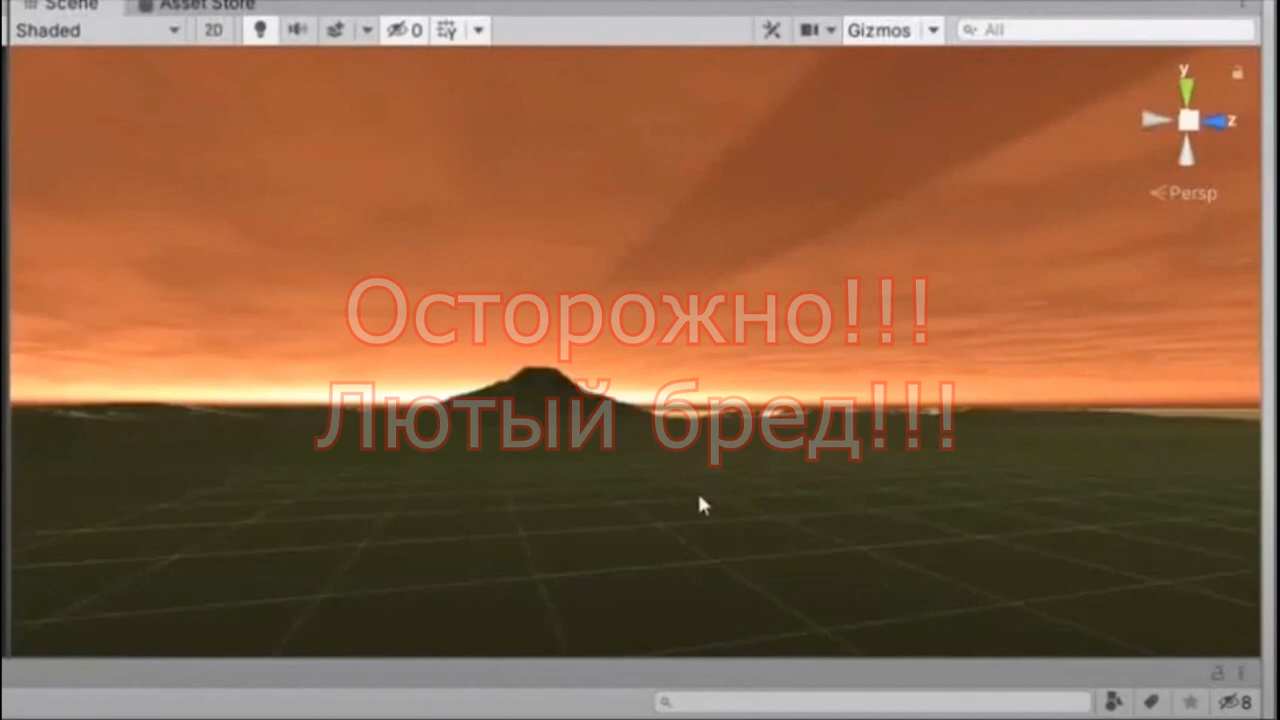 Scene Asset Store
Shaded 2D 0 Gizmos All
y
z
Persp
Осторожно!!!
Лютый бред!!!
8